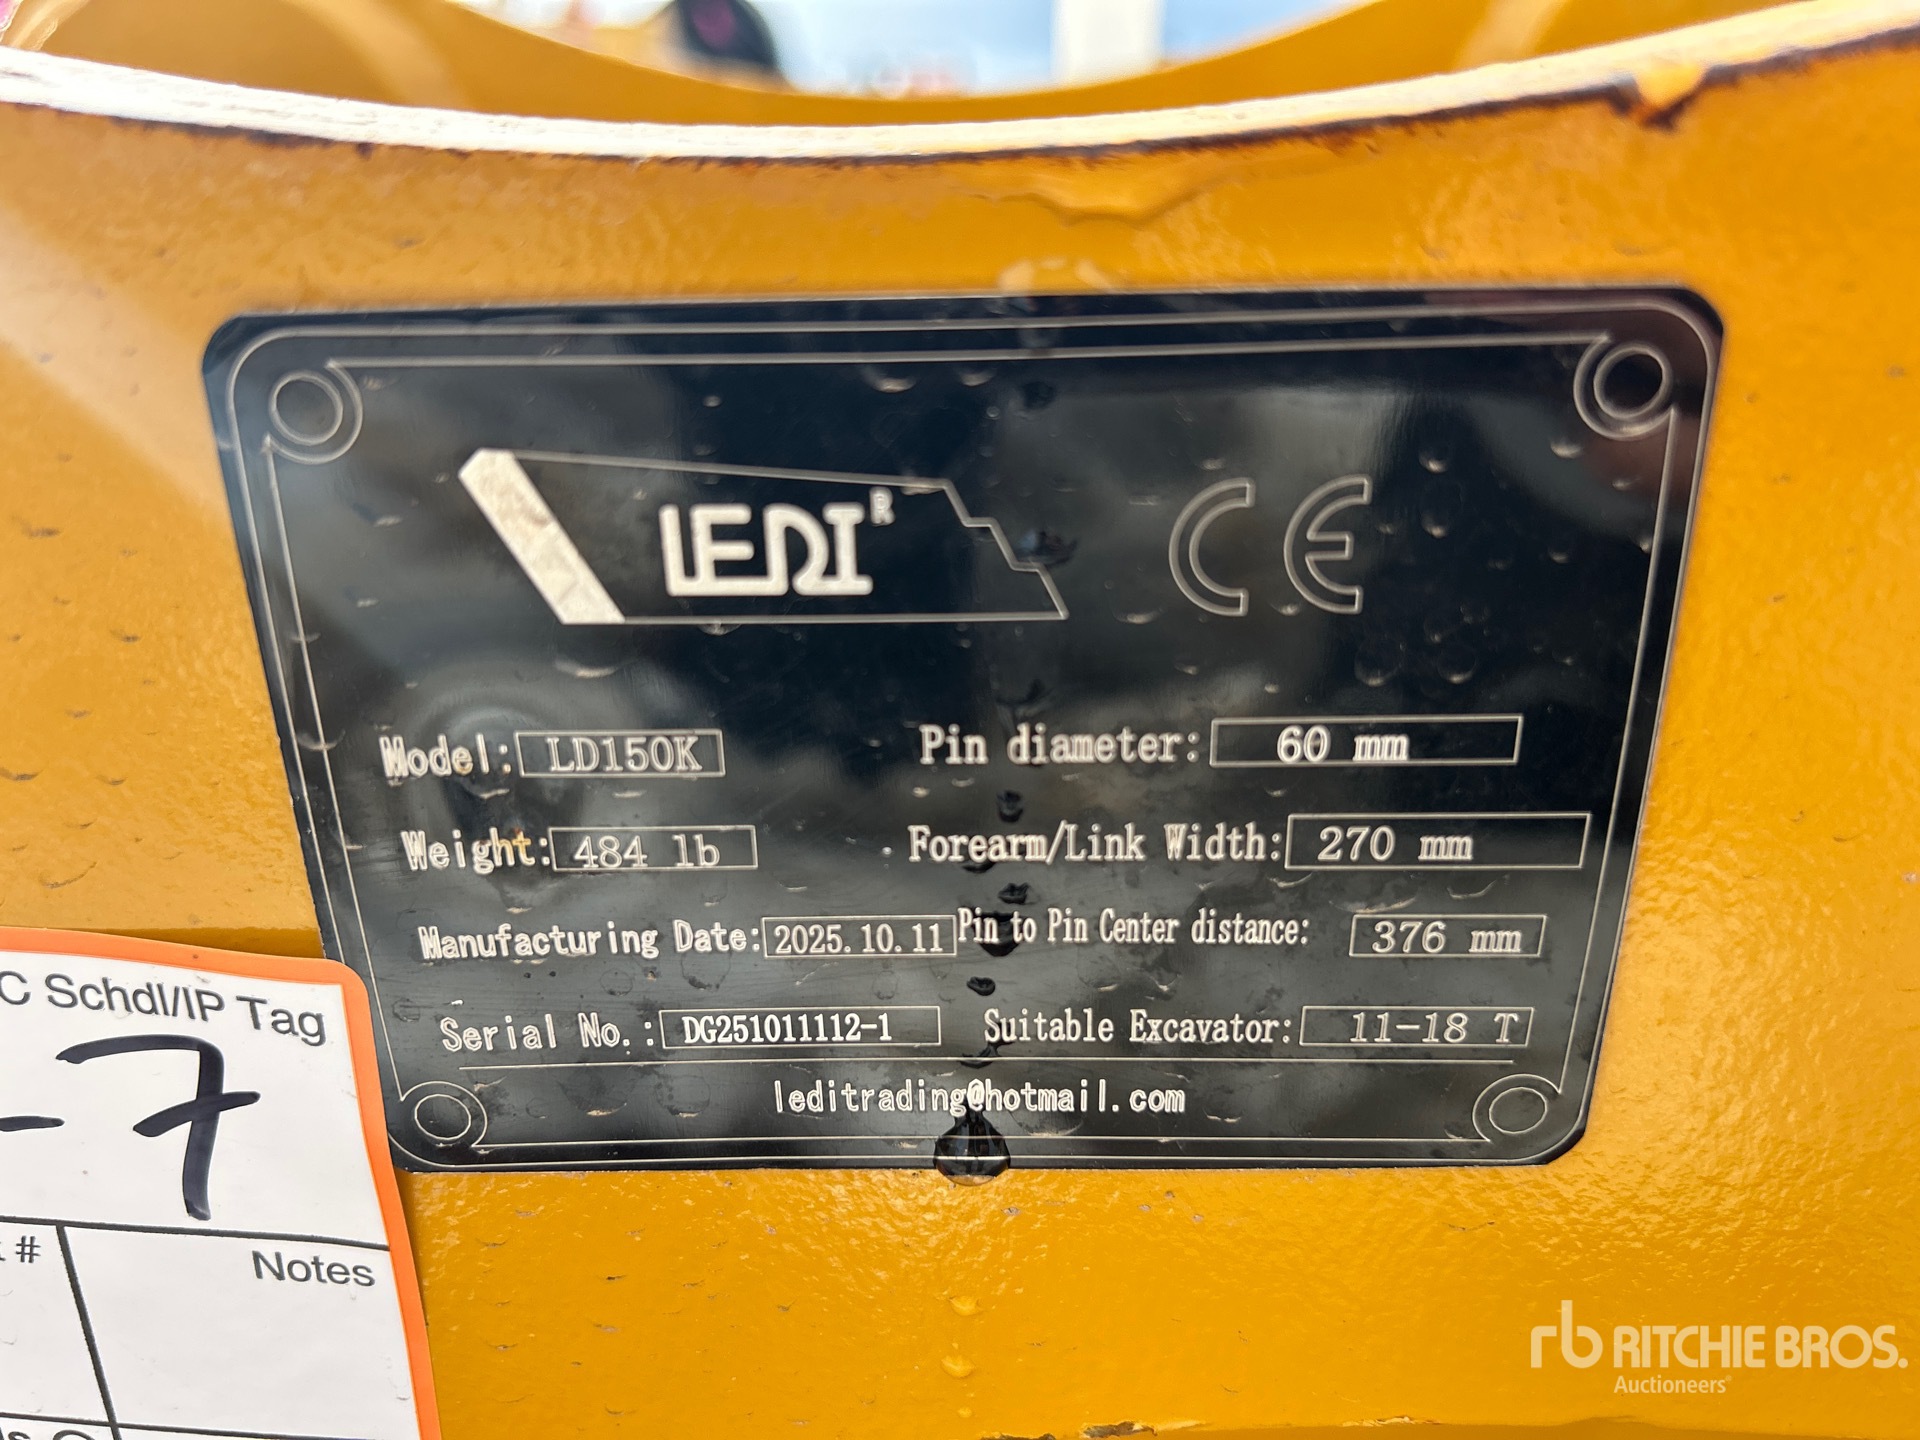 LEDI R
CE
Model: LD150K
Pin diameter: 60 mm
Weight: 484 lb
Forearm/Link Width: 270 mm
Manufacturing Date: 2025.10.11
Pin to Pin Center distance: 376 mm
Serial No.: DG251011112-1
Suitable Excavator: 11-18 T
leditrading@hotmail.com
C Schdl/IP Tag
-7
#
Notes
rb RITCHIE BROS.
Auctioneers